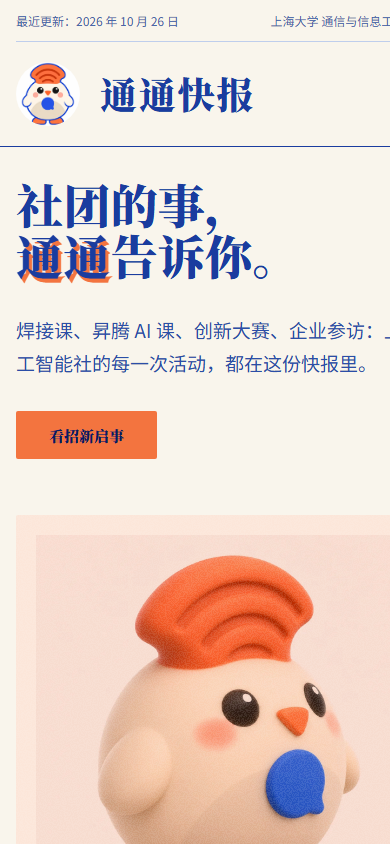 最近更新：2026 年 10 月 26 日
上海大学 通信与信息工
通通快报
社团的事，
通通告诉你。
焊接课、昇腾 AI 课、创新大赛、企业参访：
工智能社的每一次活动，都在这份快报里。
看招新启事